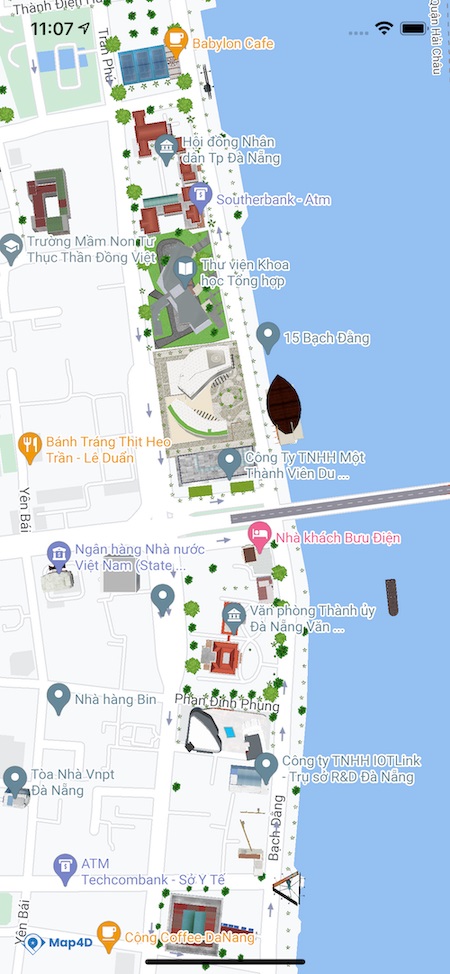 Thành Điện Hải
11:07
Trần Phú
Quận Hải Châu
Babylon Cafe
Hội đồng Nhân
dân Tp Đà Nẵng
Southerbank - Atm
Trường Mầm Non Tư
Thục Thần Đồng Việt
Thư viện Khoa
học Tổng hợp
15 Bạch Đằng
Bánh Tráng Thịt Heo
Trần - Lê Duẩn
Công Ty TNHH Một
Thành Viên Du ...
Yên Bái
Nhà khách Bưu Điện
Ngân hàng Nhà nước
Việt Nam (State ...
Văn phòng Thành ủy
Đà Nẵng Văn ...
Nhà hàng Bin
Phan Đình Phùng
Công ty TNHH IOTLink
- Trụ sở R&D Đà Nẵng
Tòa Nhà Vnpt
Đà Nẵng
Bạch Đằng
ATM
Techcombank - Sở Y Tế
Yên Bái
Map4D
Cộng Coffee DaNang